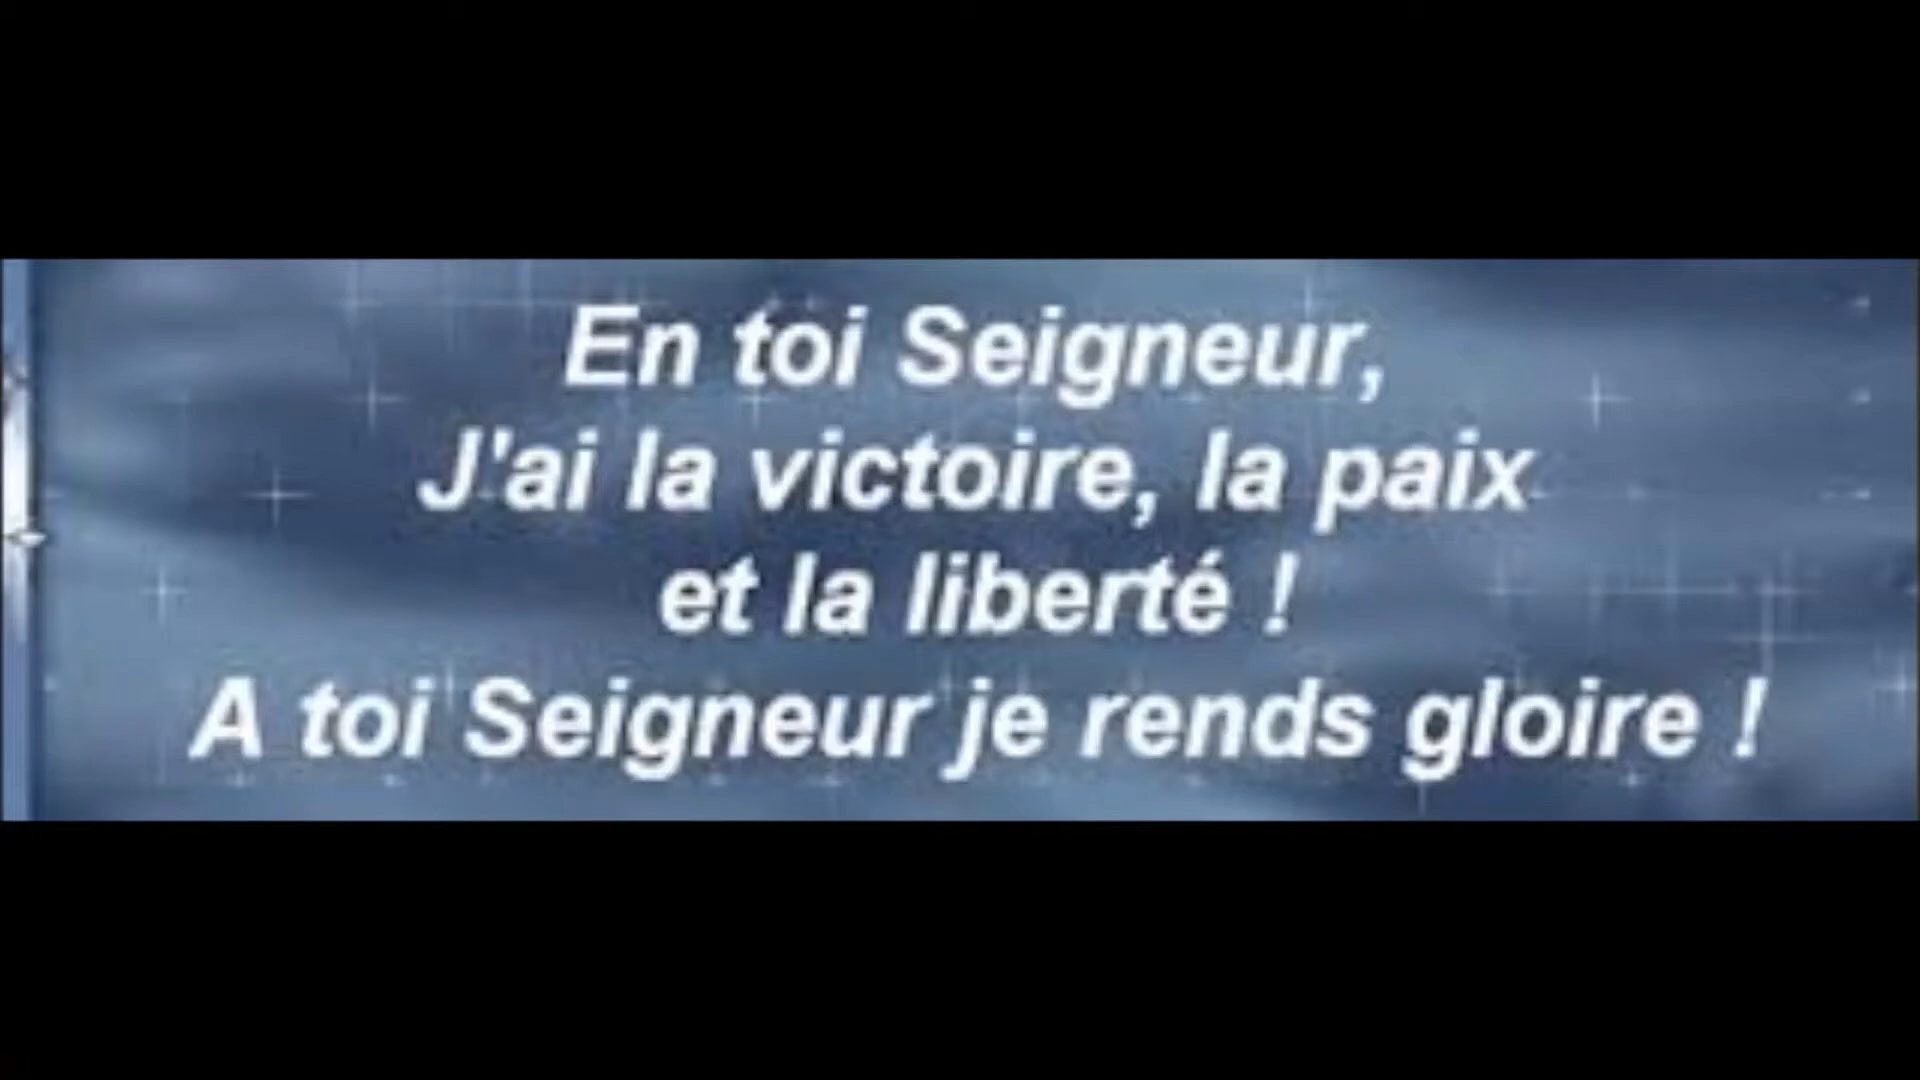 En toi Seigneur,
J'ai la victoire, la paix
et la liberté !
A toi Seigneur je rends gloire !